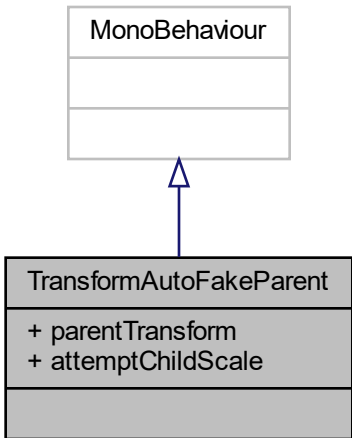 MonoBehaviour
TransformAutoFakeParent
+ parentTransform
+ attemptChildScale